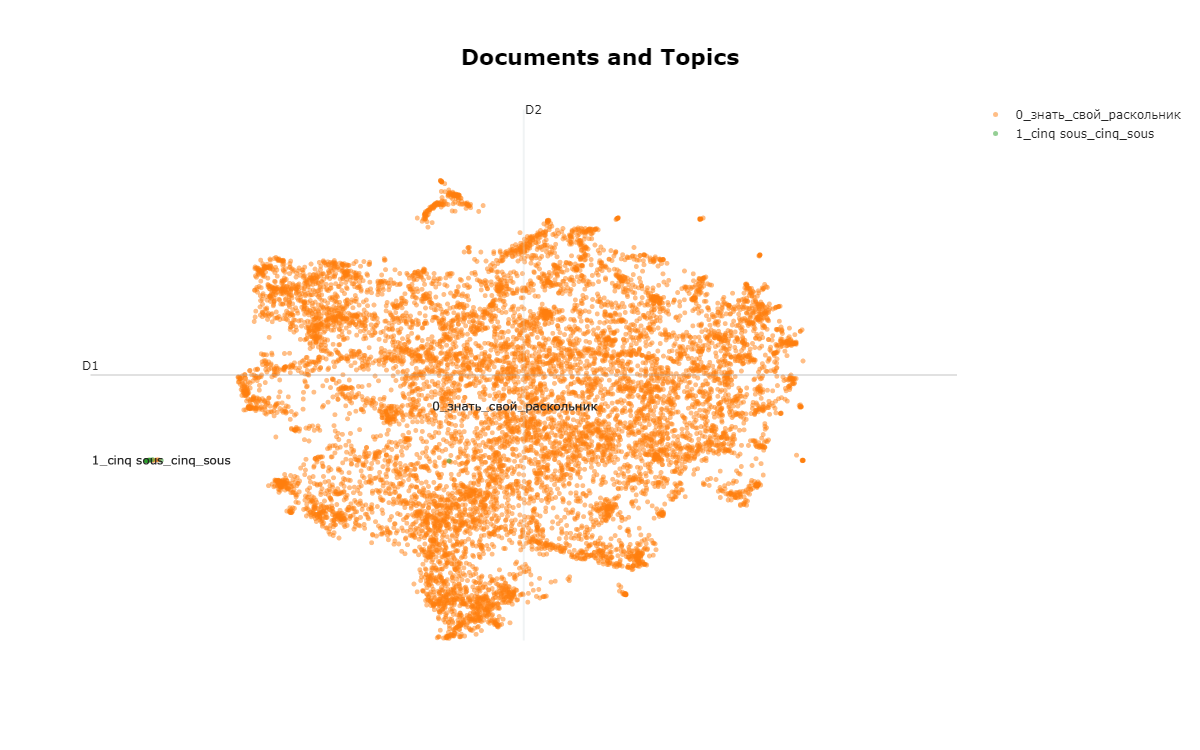 Documents and Topics
D2
0_знать_свой_раскольник
1_cinq sous_cinq_sous
D1
0_знать_свой_раскольник
1_cinq sous_cinq_sous